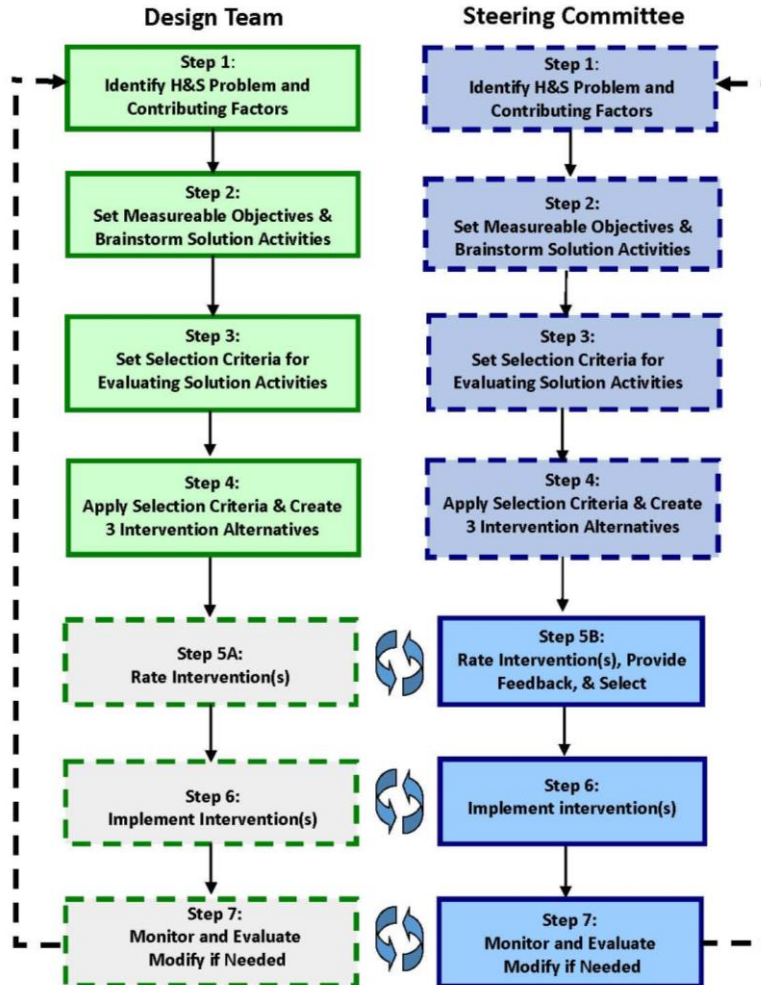 Design Team
Steering Committee
Step 1:
Identify H&S Problem and
Contributing Factors
Step 1:
Identify H&S Problem and
Contributing Factors
Step 2:
Set Measureable Objectives &
Brainstorm Solution Activities
Step 2:
Set Measureable Objectives &
Brainstorm Solution Activities
Step 3:
Set Selection Criteria for
Evaluating Solution Activities
Step 3:
Set Selection Criteria for
Evaluating Solution Activities
Step 4:
Apply Selection Criteria & Create
3 Intervention Alternatives
Step 4:
Apply Selection Criteria & Create
3 Intervention Alternatives
Step 5A:
Rate Intervention(s)
Step 5B
Rate Intervention(s), Provide
Feedback, & Select
Step 6:
Implement Intervention(s)
Step 6:
Implement intervention(s)
Step 7:
Monitor and Evaluate
Modify if Needed
Step 7:
Monitor and Evaluate
Modify if Needed